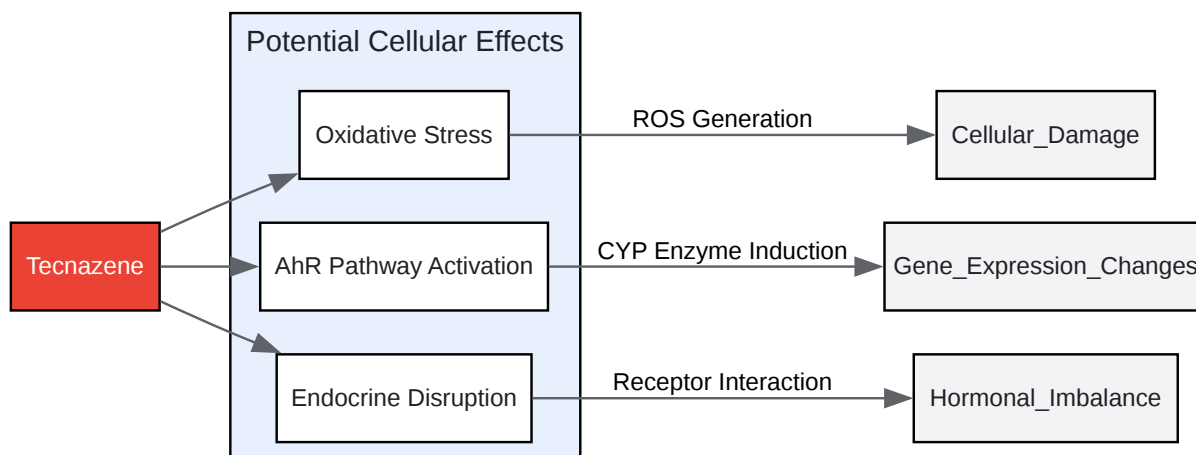 Potential Cellular Effects
Oxidative Stress
ROS Generation
Cellular_Damage
Tecnazene
AhR Pathway Activation
CYP Enzyme Induction
Gene_Expression_Changes
Endocrine Disruption
Receptor Interaction
Hormonal_Imbalance